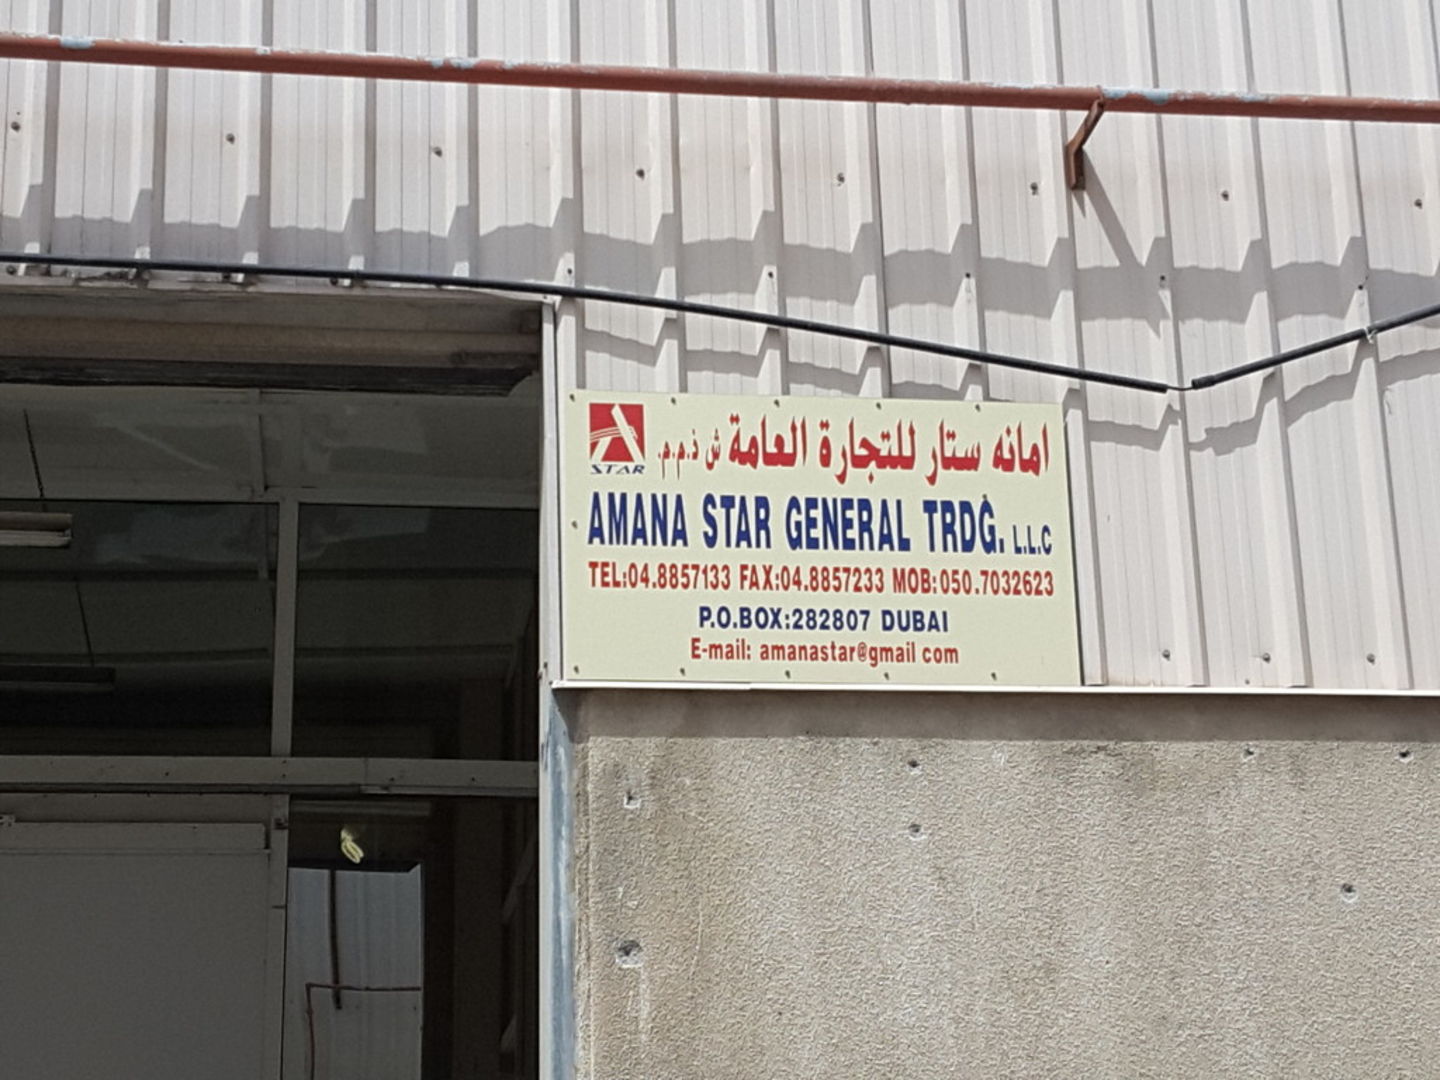 امانه ستار للتجارة العامة ش ذ.م.م.
STAR
AMANA STAR GENERAL TRDG. L.L.C
TEL:04.8857133 FAX:04.8857233 MOB:050.7032623
P.O.BOX:282807 DUBAI
E-mail: amanastar@gmail com